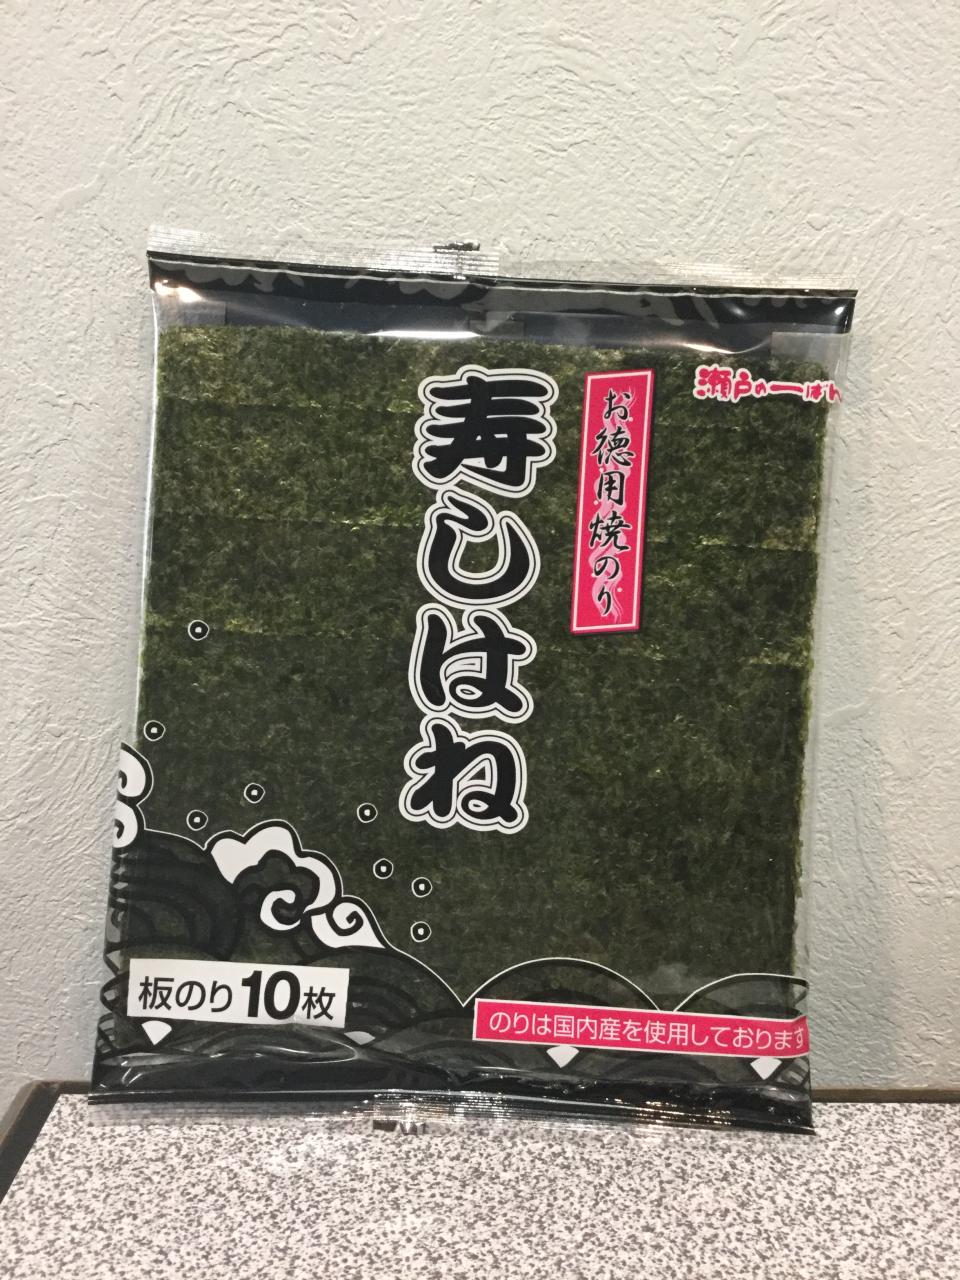 瀬戸の一ばん
お徳用焼のり
寿しはね
板のり10枚
のりは国内産を使用しております